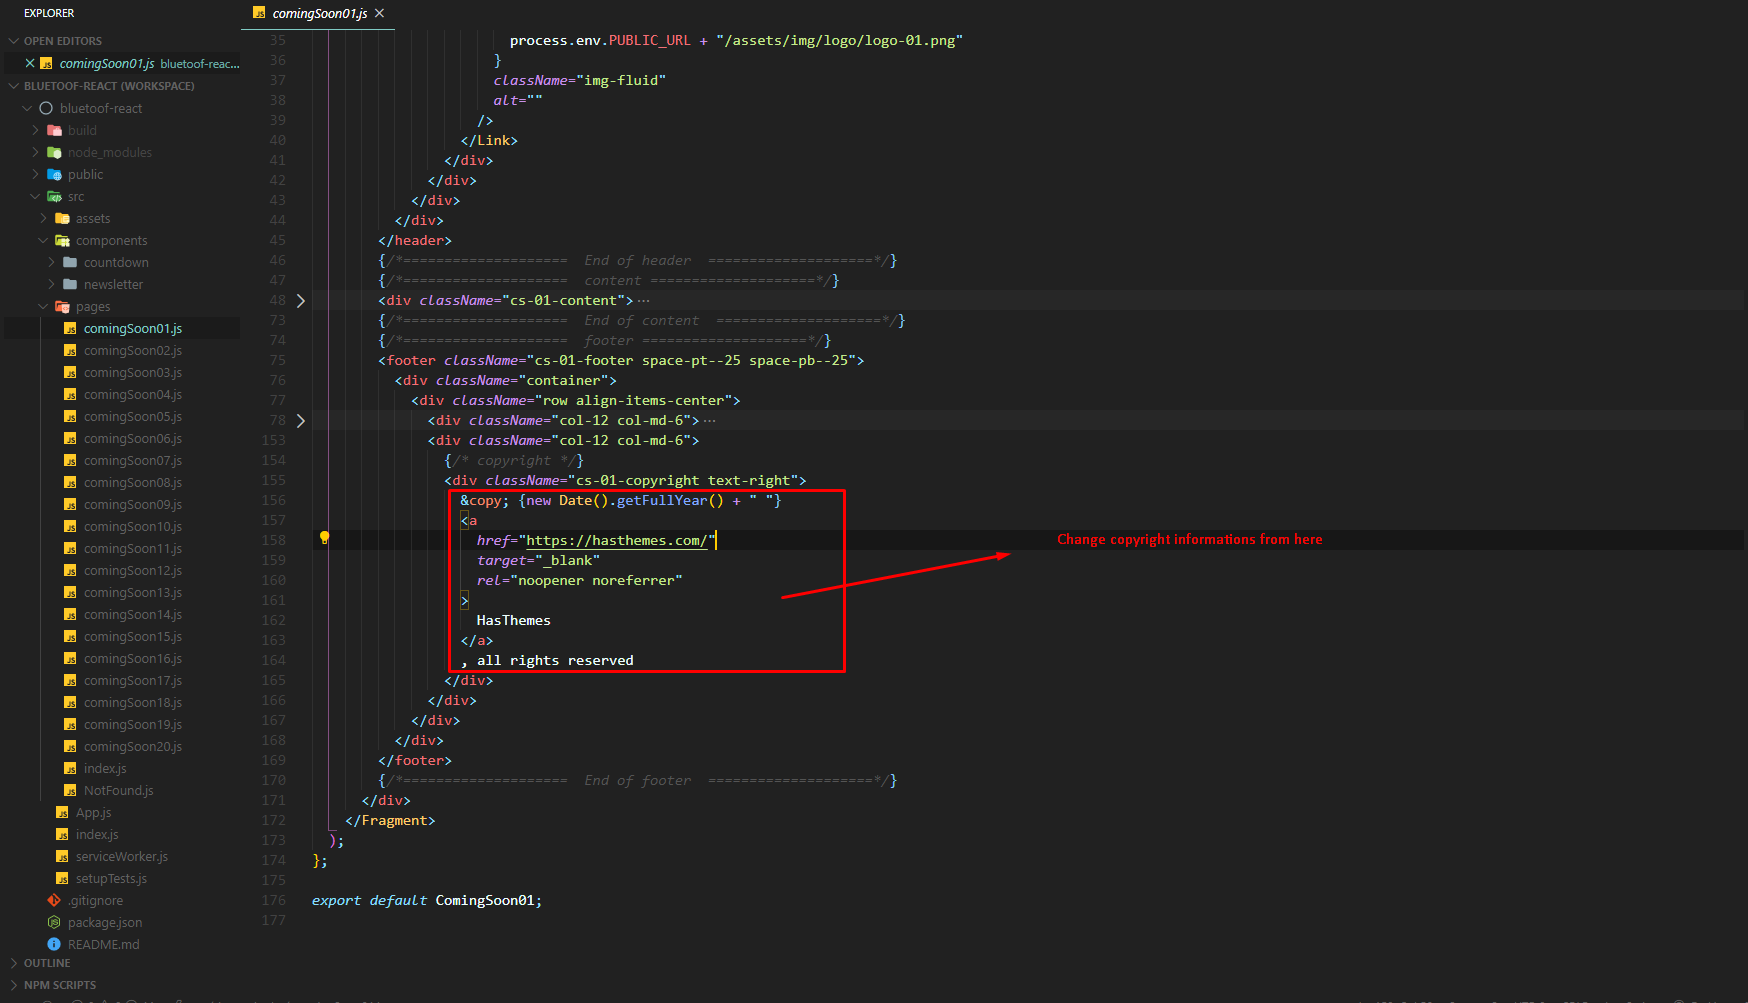 EXPLORER
OPEN EDITORS
comingSoon01.js bluetoof-reac...
BLUETOOF-REACT (WORKSPACE)
bluetoof-react
build
node_modules
public
src
assets
components
countdown
newsletter
pages
comingSoon01.js
comingSoon02.js
comingSoon03.js
comingSoon04.js
comingSoon05.js
comingSoon06.js
comingSoon07.js
comingSoon08.js
comingSoon09.js
comingSoon10.js
comingSoon11.js
comingSoon12.js
comingSoon13.js
comingSoon14.js
comingSoon15.js
comingSoon16.js
comingSoon17.js
comingSoon18.js
comingSoon19.js
comingSoon20.js
index.js
NotFound.js
App.js
index.js
serviceWorker.js
setupTests.js
.gitignore
package.json
README.md
OUTLINE
NPM SCRIPTS
comingSoon01.js
35 process.env.PUBLIC_URL + "/assets/img/logo/logo-01.png"
36 }
37 className="img-fluid"
38 alt=""
39 />
40 </Link>
41 </div>
42 </div>
43 </div>
44 </div>
45 </header>
46 {/*==================== End of header ====================*/}
47 {/*==================== content ====================*/}
48 <div className="cs-01-content">…
73 {/*==================== End of content ====================*/}
74 {/*==================== footer ====================*/}
75 <footer className="cs-01-footer space-pt--25 space-pb--25">
76 <div className="container">
77 <div className="row align-items-center">
78 <div className="col-12 col-md-6">…
153 <div className="col-12 col-md-6">
154 {/* copyright */}
155 <div className="cs-01-copyright text-right">
156 &copy; {new Date().getFullYear() + " "}
157 <a
158 href="https://hasthemes.com/"
159 target="_blank"
160 rel="noopener noreferrer"
161 >
162 HasThemes
163 </a>
164 , all rights reserved
165 </div>
166 </div>
167 </div>
168 </div>
169 </footer>
170 {/*==================== End of footer ====================*/}
171 </div>
172 </Fragment>
173 );
174 };
175
176 export default ComingSoon01;
177
Change copyright informations from here